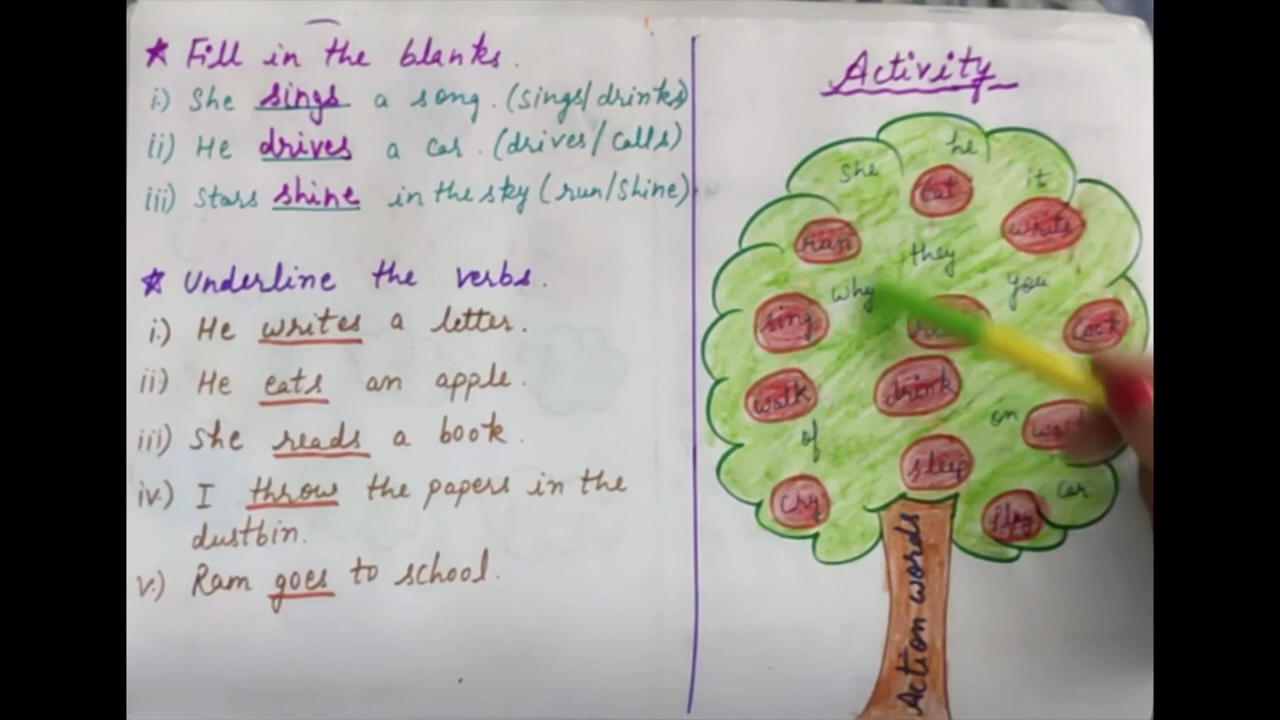 ★ Fill in the blanks.
i.) She sings a song. (sings/drinks)
ii) He drives a car. (drives/calls)
iii) Stars shine in the sky (run/shine)
★ Underline the verbs.
i.) He writes a letter.
ii) He eats an apple.
iii) She reads a book.
iv.) I throw the papers in the
dustbin.
v.) Ram goes to school.
Activity
she he it
eat
run write
they
why you
sing cook
walk drink
of on
sleep
cry car
Action words